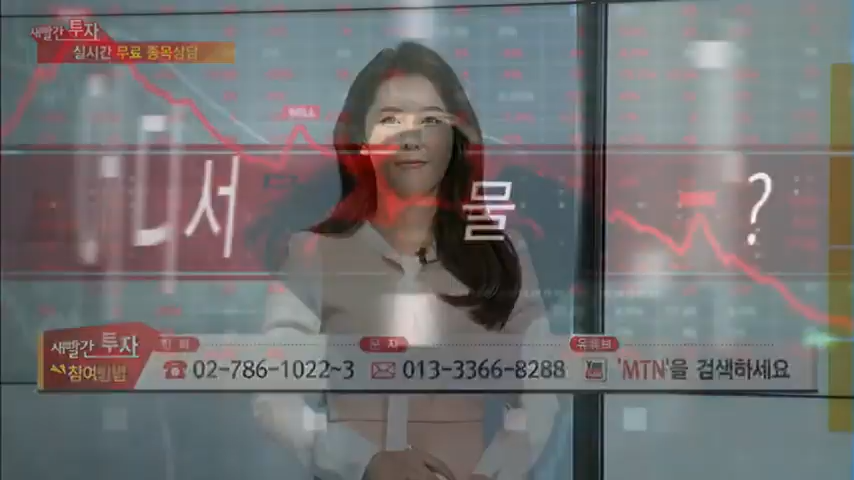 새빨간 투자
실시간 무료 종목상담
SELL
서 물 ?
새빨간 투자
참여방법
전 화 문 자 유튜브
02-786-1022~3 013-3366-8288 'MTN'을 검색하세요